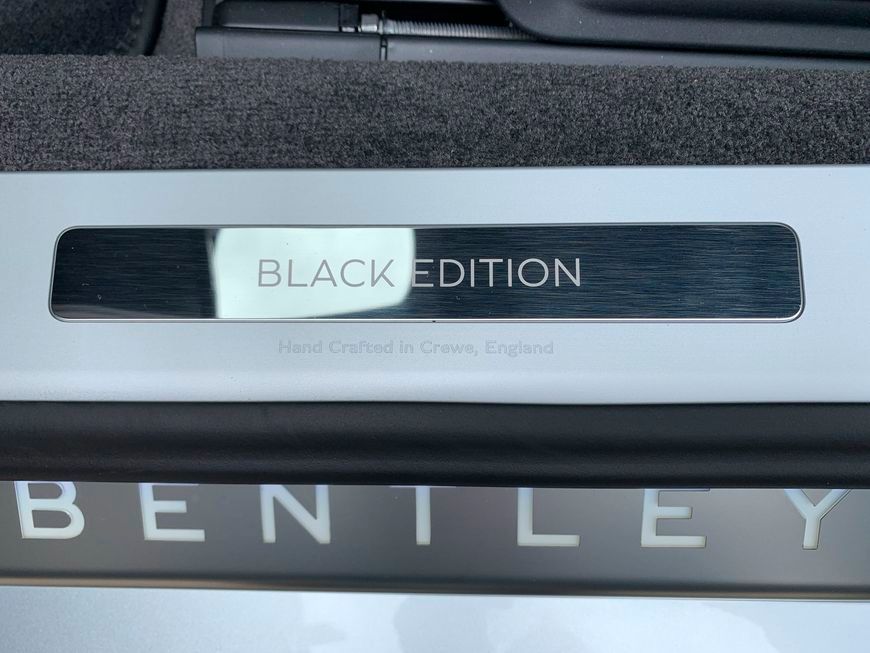 BLACK EDITION
Hand Crafted in Crewe, England
BENTLEY